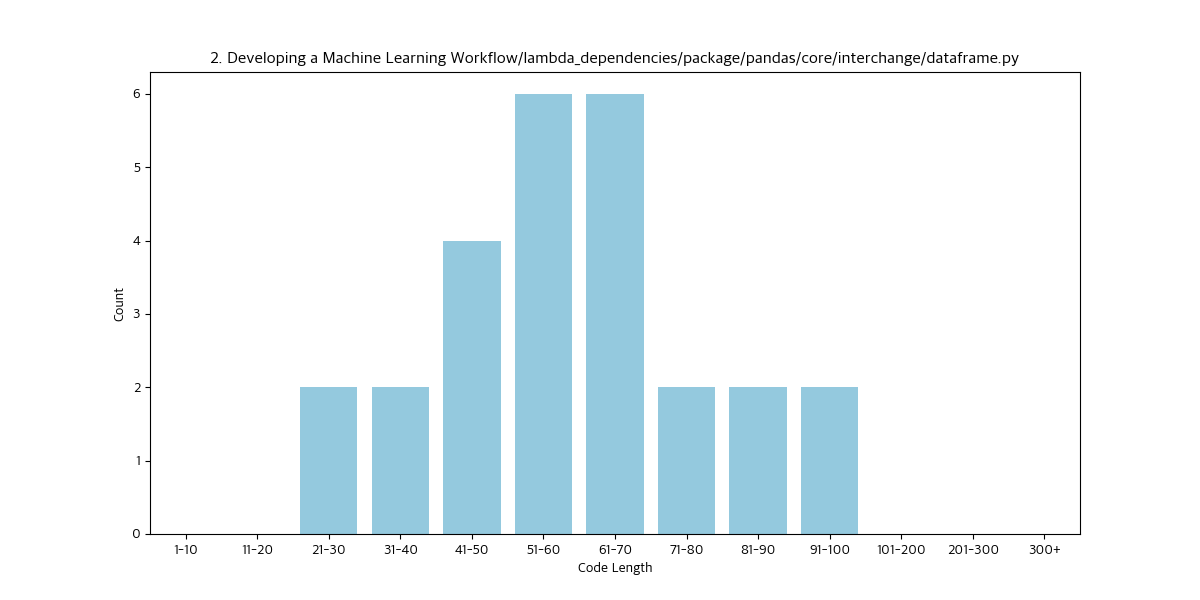 2. Developing a Machine Learning Workflow/lambda_dependencies/package/pandas/core/interchange/dataframe.py
6
5
4
3
2
1
0
Count
1-10 11-20 21-30 31-40 41-50 51-60 61-70 71-80 81-90 91-100 101-200 201-300 300+
Code Length